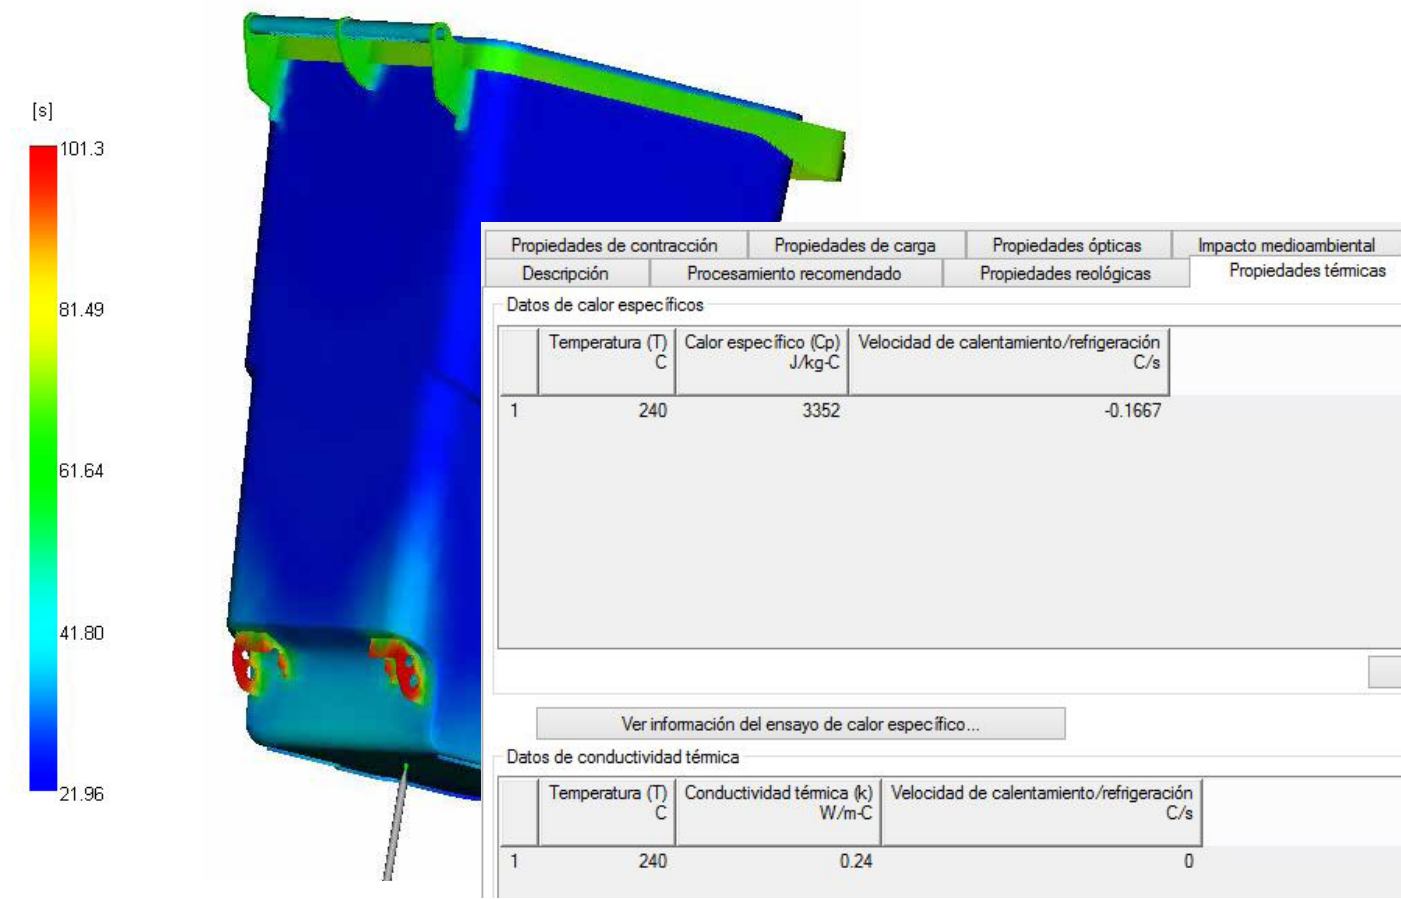 [s]
101.3
81.49
61.64
41.80
21.96
Propiedades de contracción
Propiedades de carga
Propiedades ópticas
Impacto medioambiental
Descripción
Procesamiento recomendado
Propiedades reológicas
Propiedades térmicas
Datos de calor específicos
Temperatura (T)
C
Calor específico (Cp)
J/kg-C
Velocidad de calentamiento/refrigeración
C/s
1 240 3352 -0.1667
Ver información del ensayo de calor específico...
Datos de conductividad térmica
Temperatura (T)
C
Conductividad térmica (k)
W/m-C
Velocidad de calentamiento/refrigeración
C/s
1 240 0.24 0